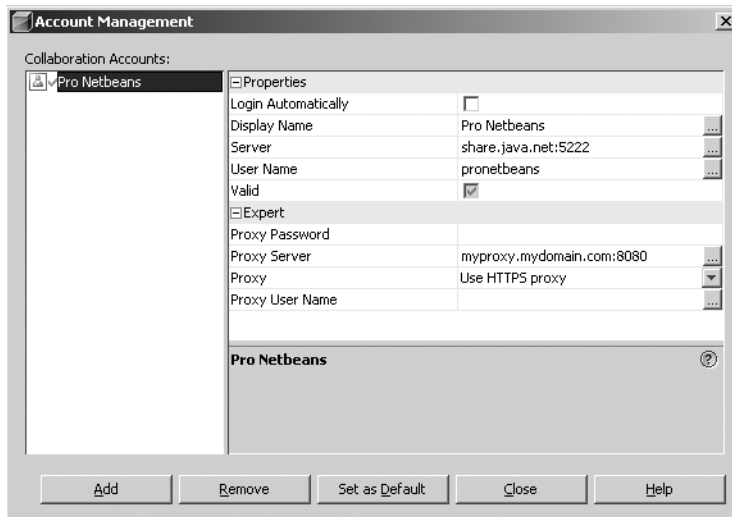 Account Management
Collaboration Accounts:
Pro Netbeans
Properties
Login Automatically
Display Name Pro Netbeans ...
Server share.java.net:5222 ...
User Name pronetbeans ...
Valid
Expert
Proxy Password
Proxy Server myproxy.mydomain.com:8080 ...
Proxy Use HTTPS proxy
Proxy User Name ...
Pro Netbeans ?
Add Remove Set as Default Close Help